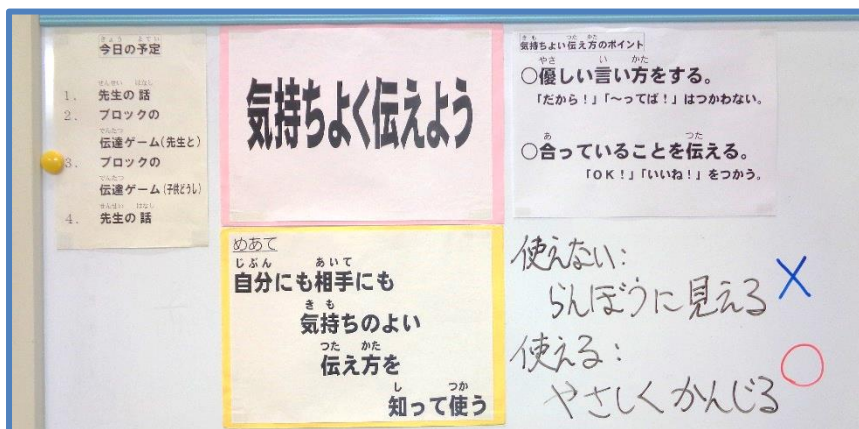 今日の予定
1. 先生の話
2. ブロックの
伝達ゲーム(先生と)
3. ブロックの
伝達ゲーム(子供どうし)
4. 先生の話
気持ちよく伝えよう
めあて
自分にも相手にも
気持ちのよい
伝え方を
知って使う
気持ちよい伝え方のポイント
○優しい言い方をする。
「だから!」「~ってば!」はつかわない。
○合っていることを伝える。
「OK!」「いいね!」をつかう。
使えない:
らんぼうに見える ×
使える:
やさしくかんじる ○